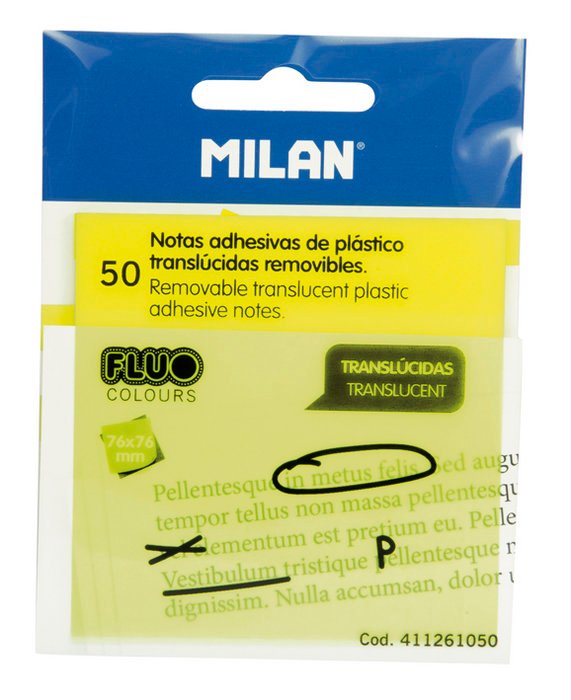 MILAN®
50
Notas adhesivas de plástico
translúcidas removibles.
Removable translucent plastic
adhesive notes.
FLUO
COLOURS
TRANSLÚCIDAS
TRANSLUCENT
76x76
mm
Pellentesque in metus felis. Sed augu
tempor tellus non massa pellentesqu
elementum est pretium eu. Pelle
Vestibulum tristique P ellentesque n
dignissim. Nulla accumsan, dolor u
Cod. 411261050